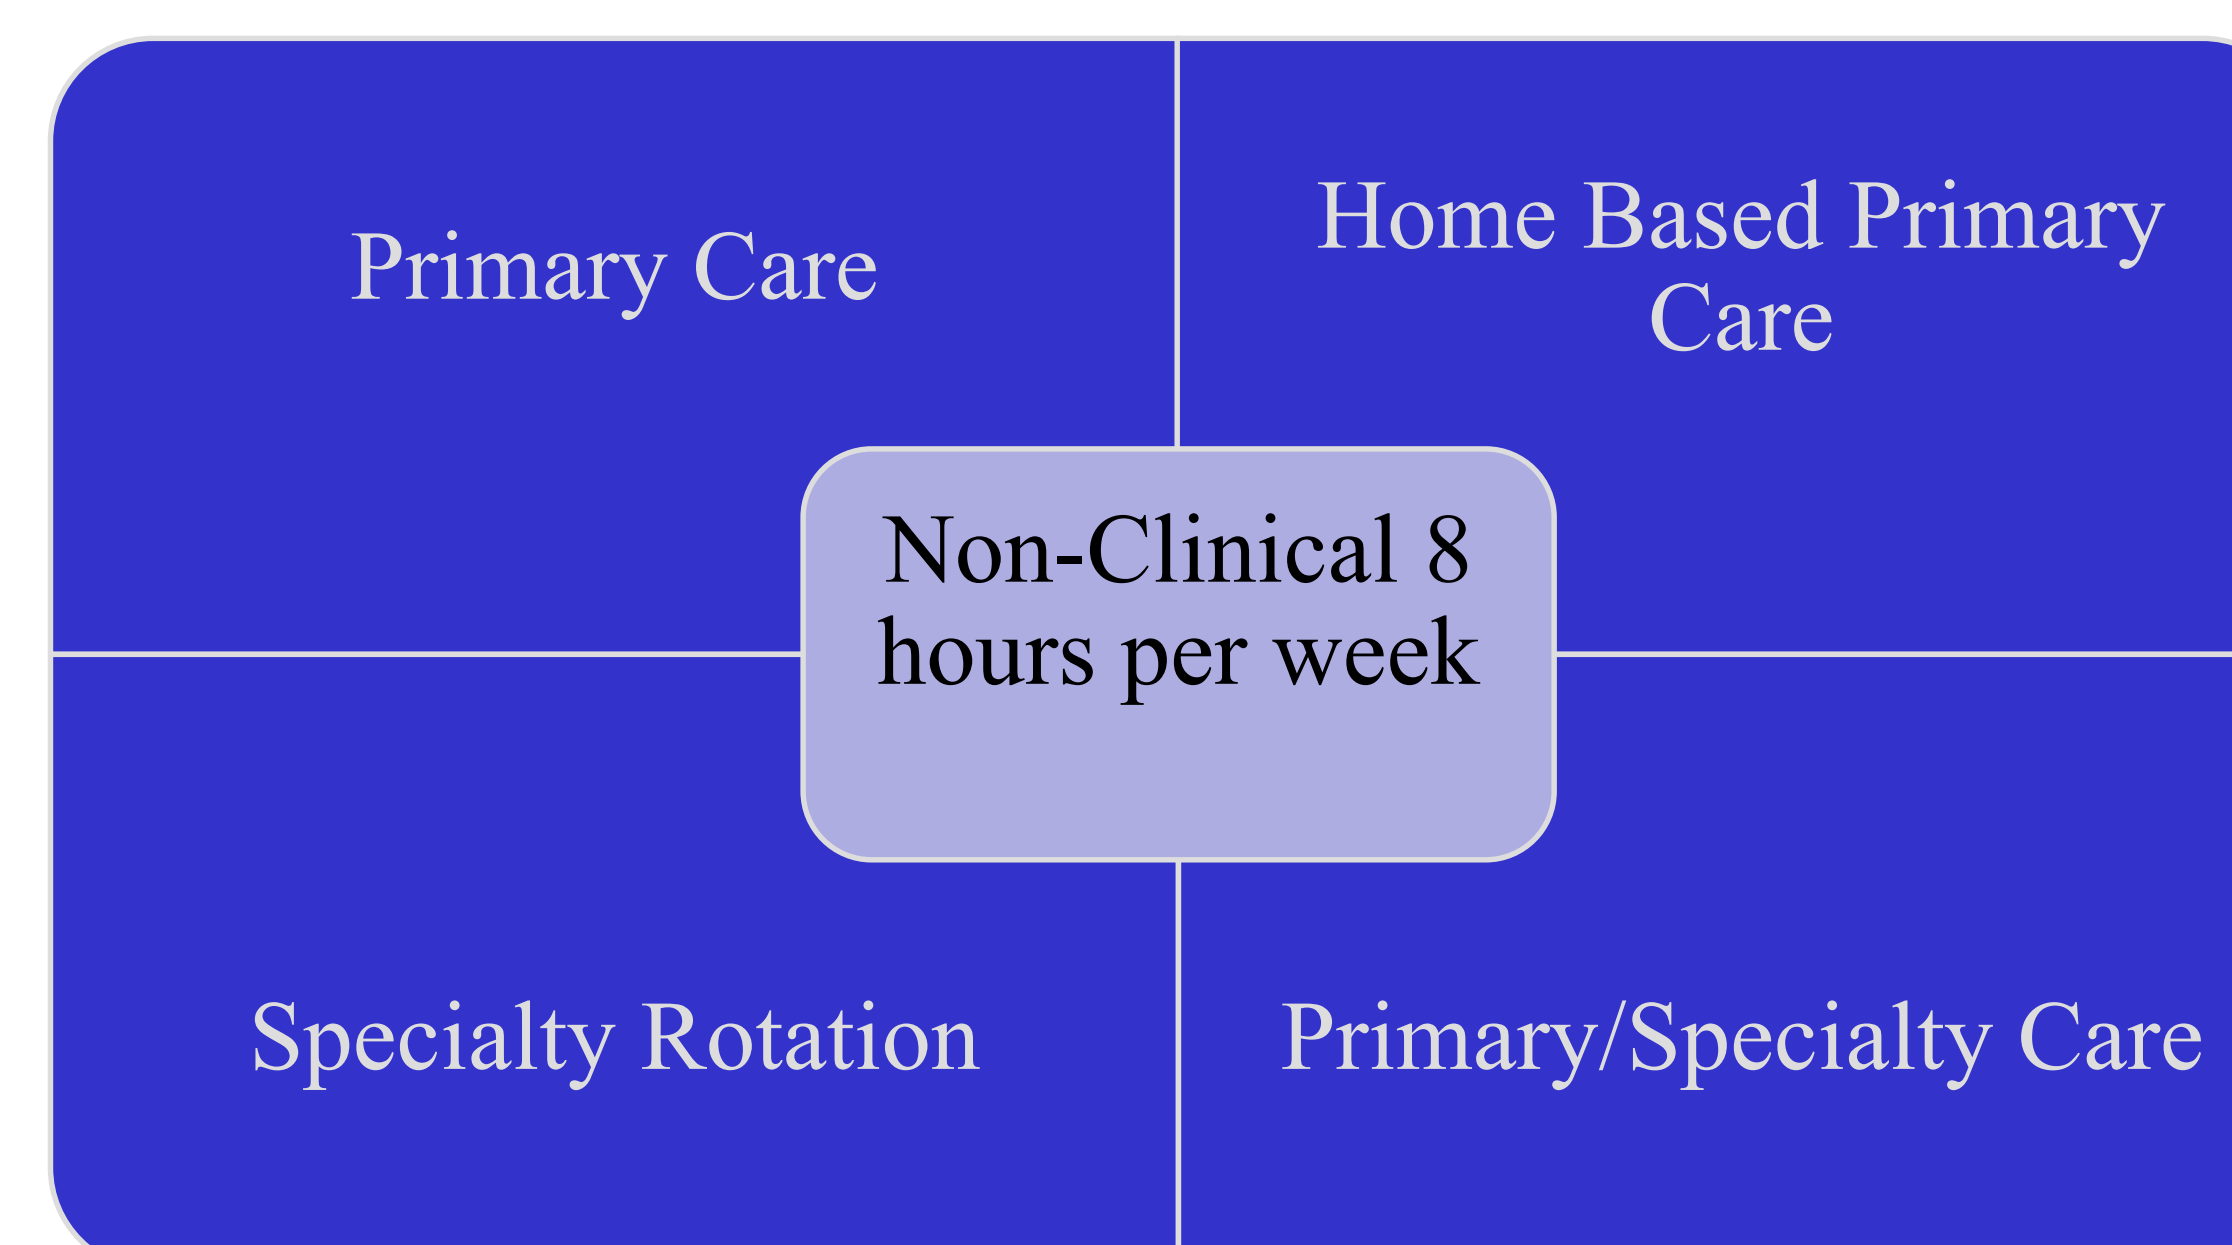 Primary Care
Home Based Primary
Care
Non-Clinical 8
hours per week
Specialty Rotation
Primary/Specialty Care